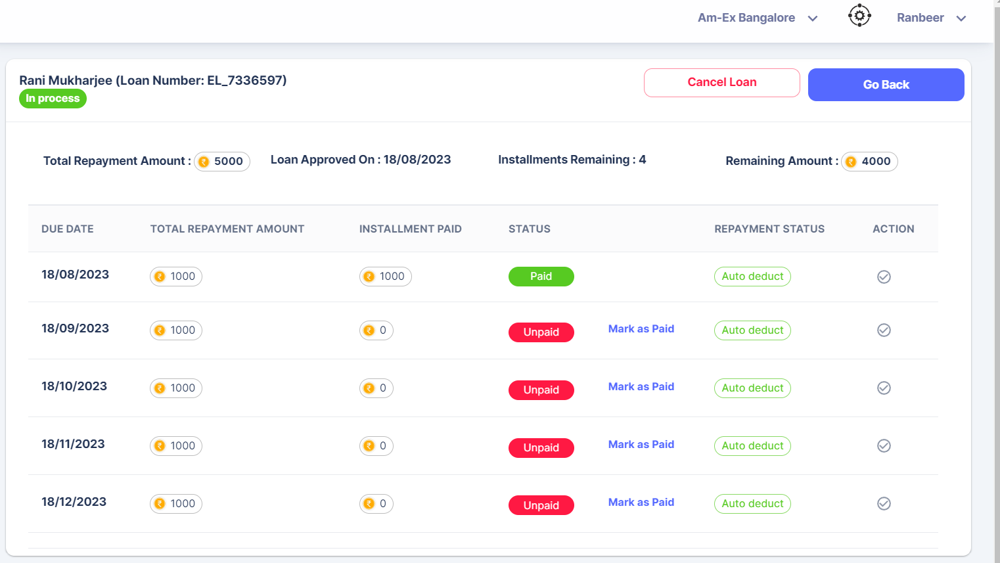 Am-Ex Bangalore Ranbeer
Rani Mukharjee (Loan Number: EL_7336597)
In process
Cancel Loan
Go Back
Total Repayment Amount : ₹ 5000 Loan Approved On : 18/08/2023 Installments Remaining : 4 Remaining Amount : ₹ 4000
DUE DATE TOTAL REPAYMENT AMOUNT INSTALLMENT PAID STATUS REPAYMENT STATUS ACTION
18/08/2023 ₹ 1000 ₹ 1000 Paid Auto deduct
18/09/2023 ₹ 1000 ₹ 0 Unpaid Mark as Paid Auto deduct
18/10/2023 ₹ 1000 ₹ 0 Unpaid Mark as Paid Auto deduct
18/11/2023 ₹ 1000 ₹ 0 Unpaid Mark as Paid Auto deduct
18/12/2023 ₹ 1000 ₹ 0 Unpaid Mark as Paid Auto deduct